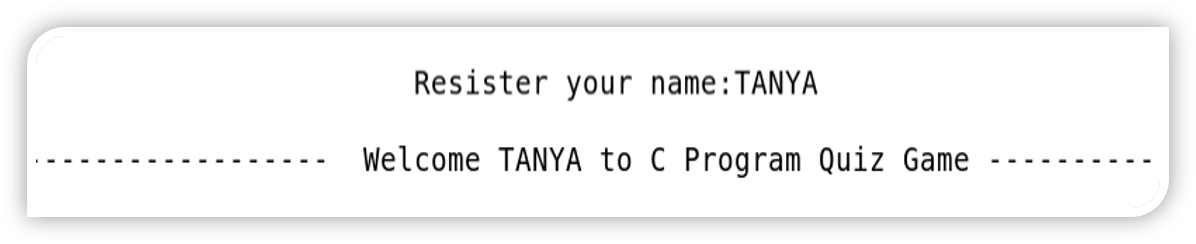 Resister your name:TANYA
------------------ Welcome TANYA to C Program Quiz Game ----------